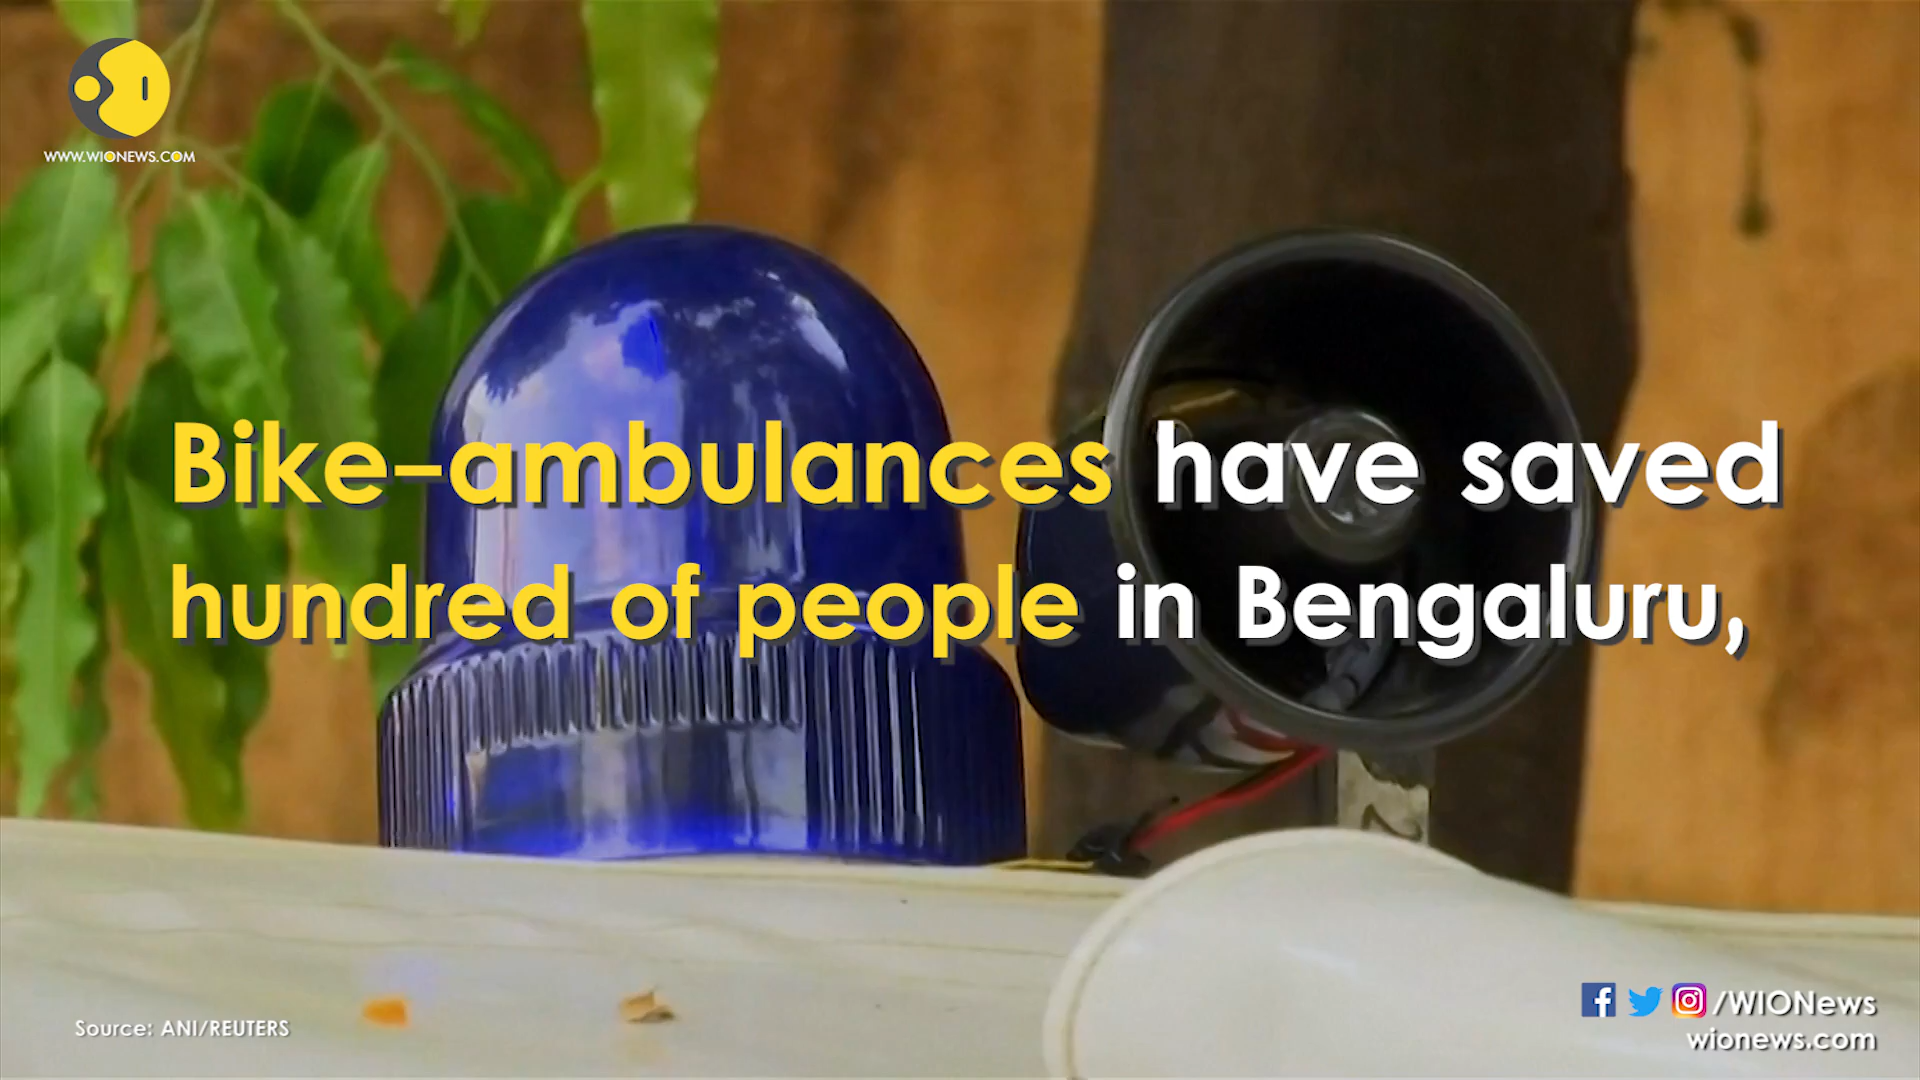 WWW.WIONEWS.COM
Bike-ambulances have saved
hundred of people in Bengaluru,
Source: ANI/REUTERS
/WIONews
wionews.com